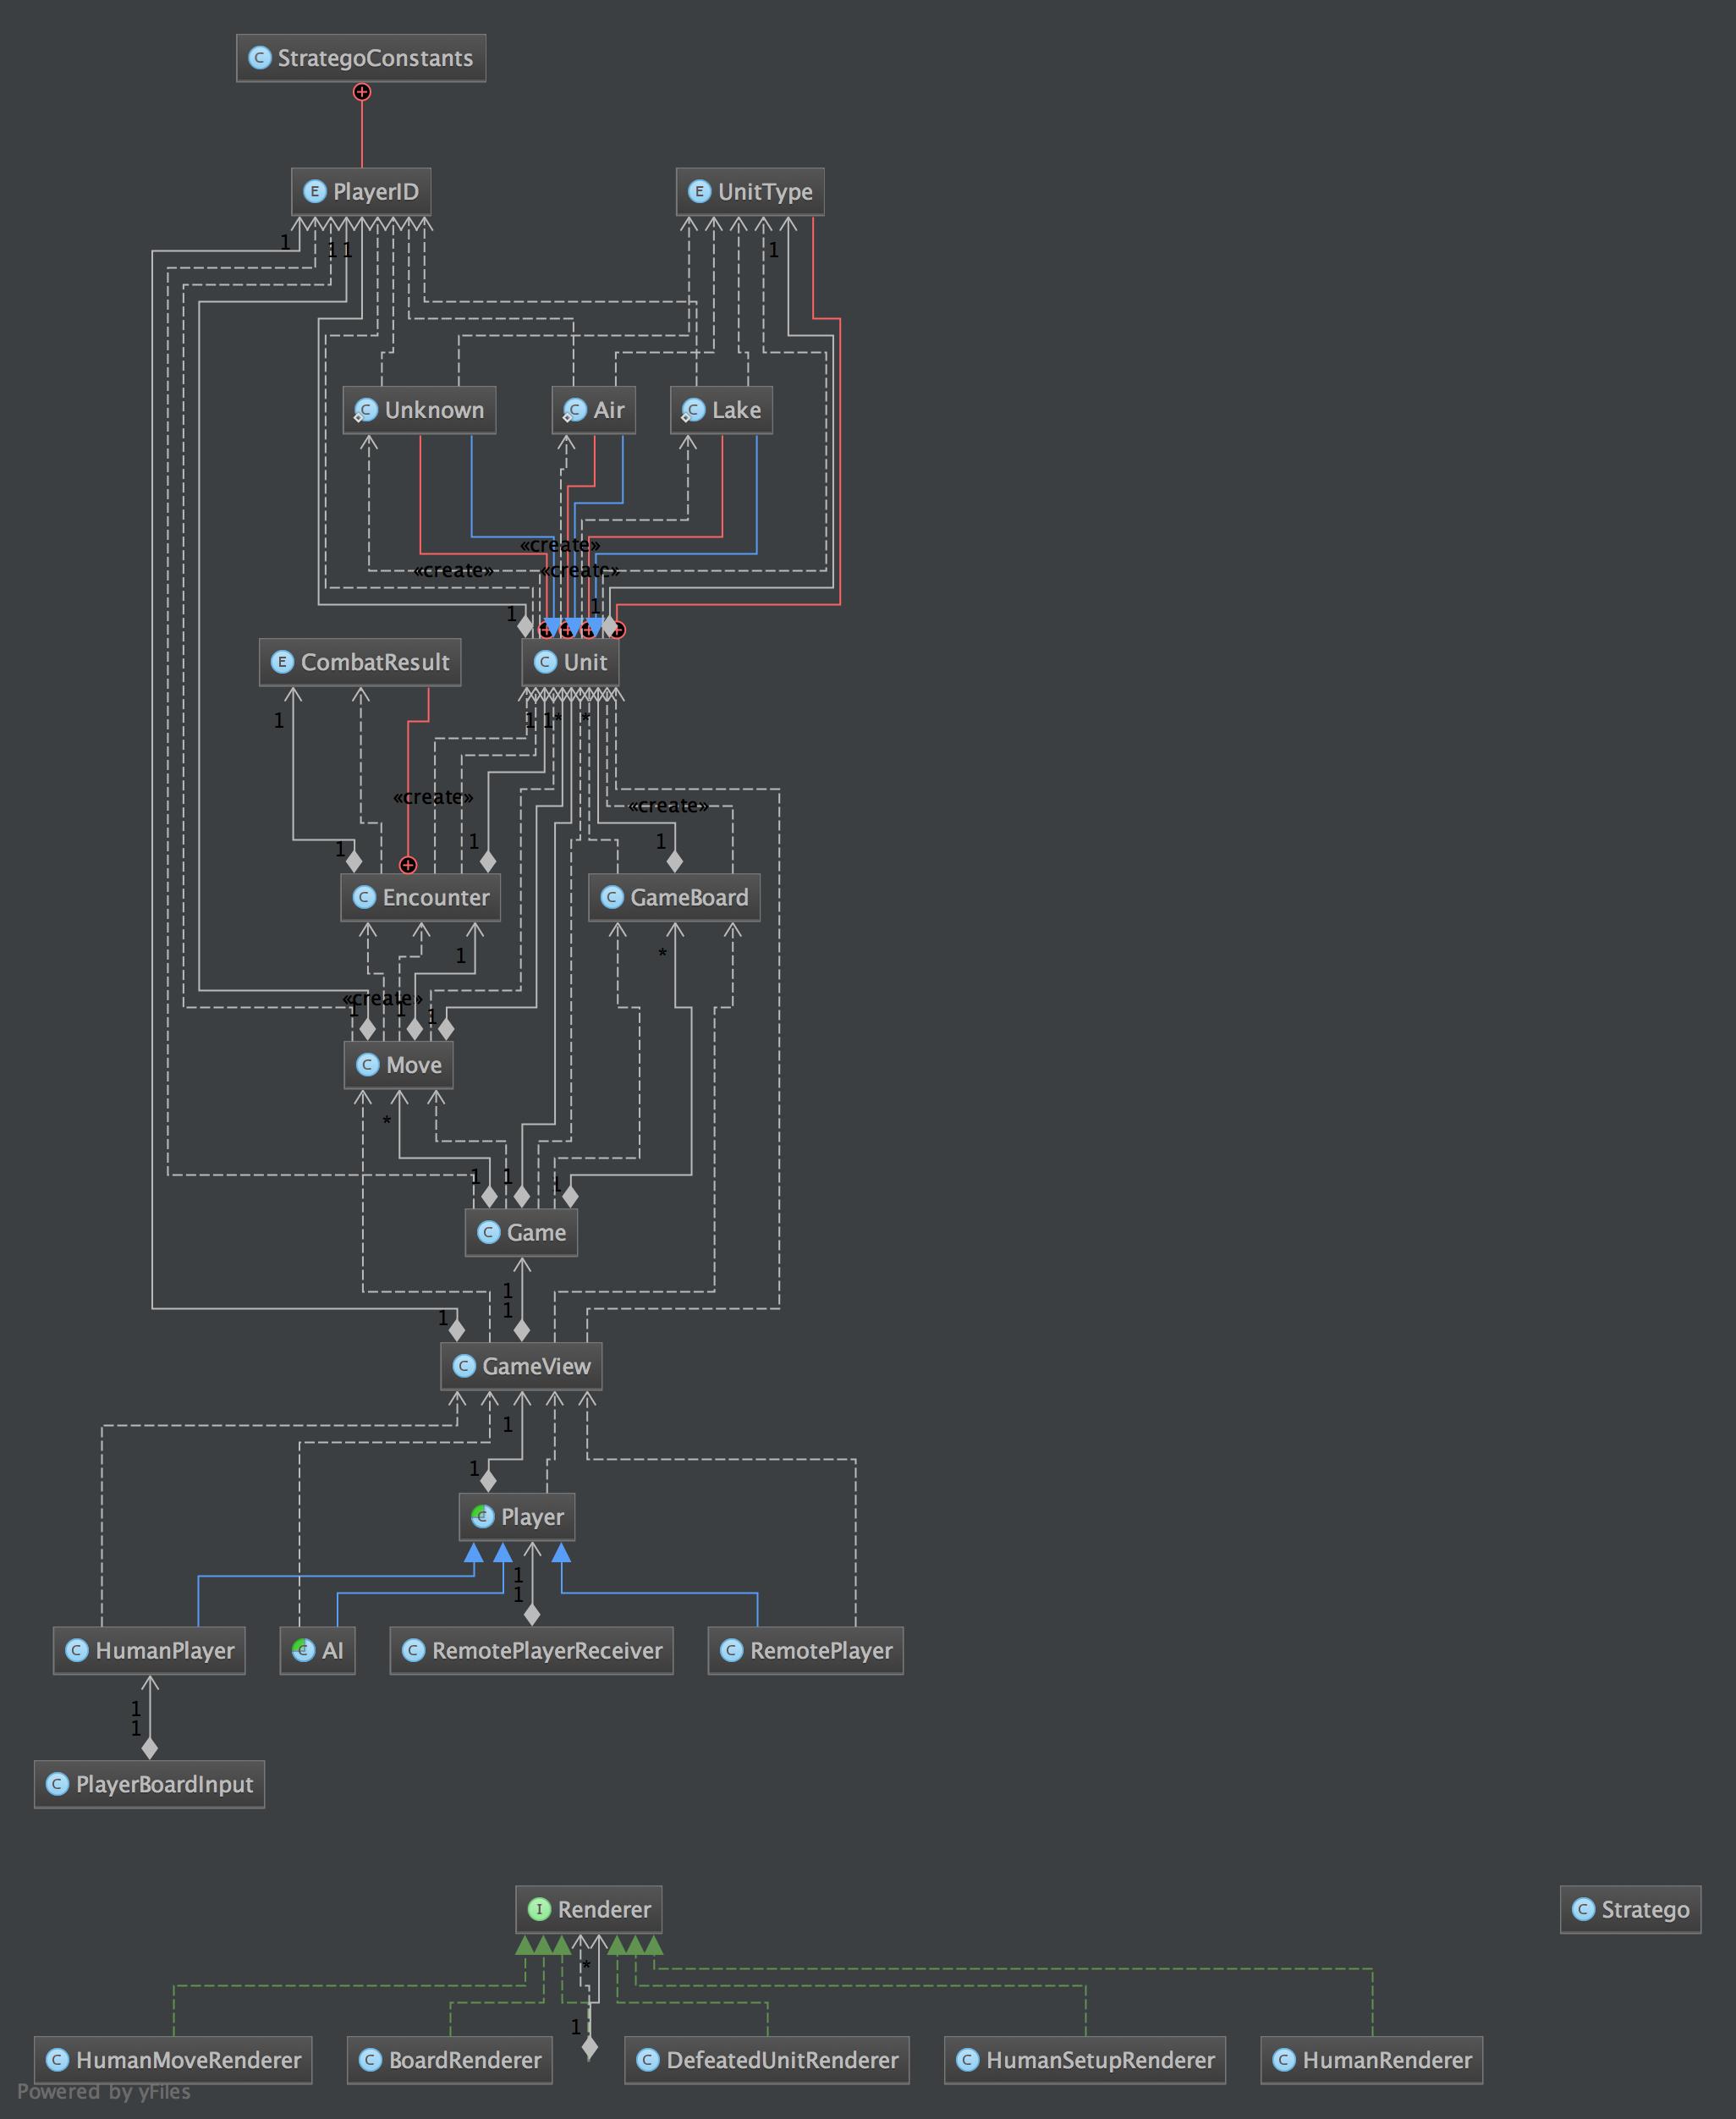 C StrategoConstants
E PlayerID
E UnitType
1
1 1
1
C Unknown
C Air
C Lake
«create»
«create»
«create»
1
1
E CombatResult
C Unit
1
1
1
*
*
«create»
«create»
1
1
1
C Encounter
C GameBoard
1
*
«create»
1
1
1
C Move
*
1
1
1
C Game
1
1
1
C GameView
1
1
C Player
1
1
C HumanPlayer
C AI
C RemotePlayerReceiver
C RemotePlayer
1
1
C PlayerBoardInput
I Renderer
C Stratego
*
1
C HumanMoveRenderer
C BoardRenderer
C DefeatedUnitRenderer
C HumanSetupRenderer
C HumanRenderer
Powered by yFiles